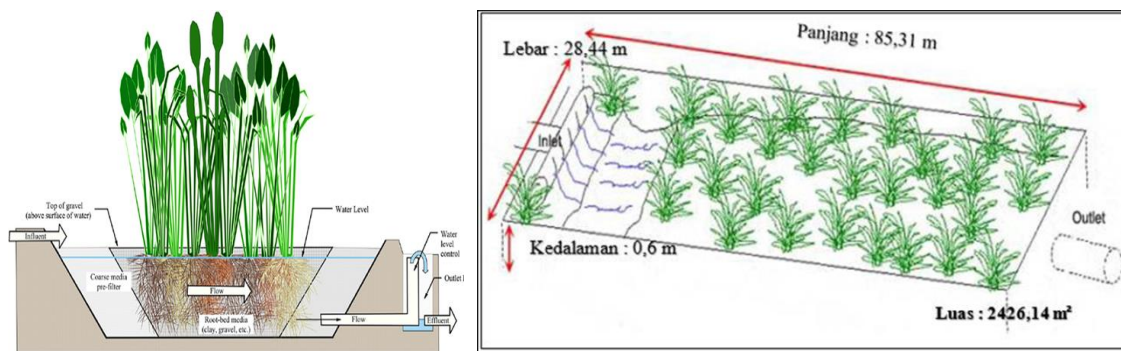 Top of gravel
(above surface of water)
Water Level
Influent
Water
level
control
Coarse media
pre-filter
Outlet
Flow
Root-bed media
(clay, gravel, etc.)
Flow
Effluent
Panjang : 85,31 m
Lebar : 28,44 m
Inlet
Outlet
Kedalaman : 0,6 m
Luas : 2426,14 m²